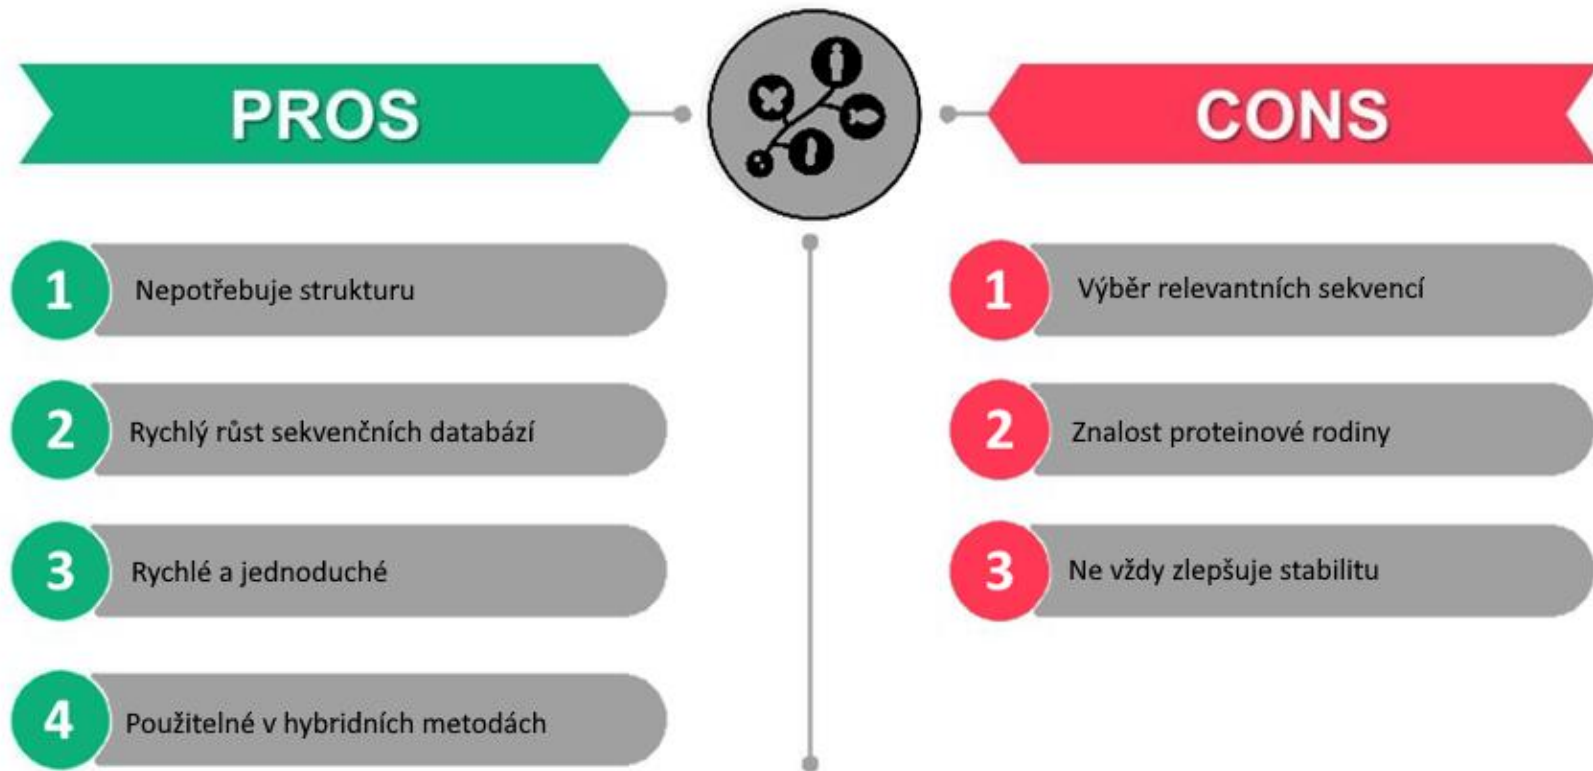 PROS
1
Nepotřebuje strukturu
2
Rychlý růst sekvenčních databází
3
Rychlé a jednoduché
4
Použitelné v hybridních metodách
CONS
1
Výběr relevantních sekvencí
2
Znalost proteinové rodiny
3
Ne vždy zlepšuje stabilitu